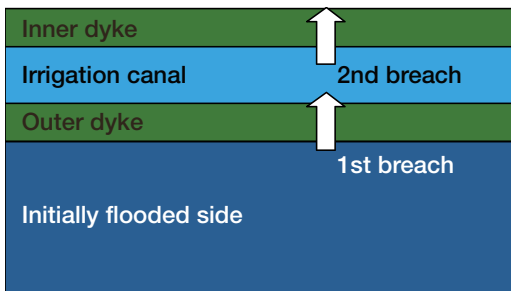 Inner dyke
Irrigation canal
2nd breach
Outer dyke
1st breach
Initially flooded side